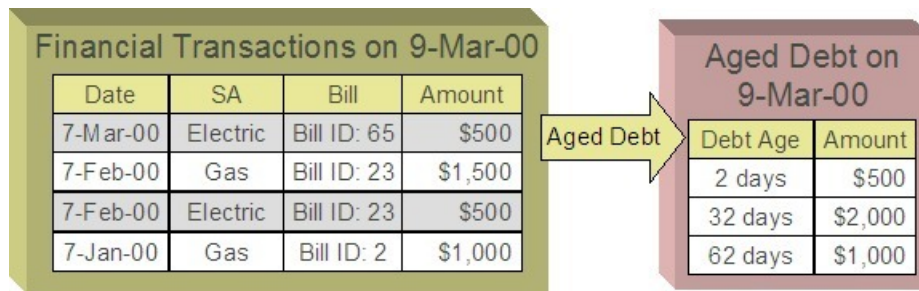 Financial Transactions on 9-Mar-00
Date SA Bill Amount
7-Mar-00 Electric Bill ID: 65 $500
7-Feb-00 Gas Bill ID: 23 $1,500
7-Feb-00 Electric Bill ID: 23 $500
7-Jan-00 Gas Bill ID: 2 $1,000
Aged Debt
Aged Debt on
9-Mar-00
Debt Age Amount
2 days $500
32 days $2,000
62 days $1,000